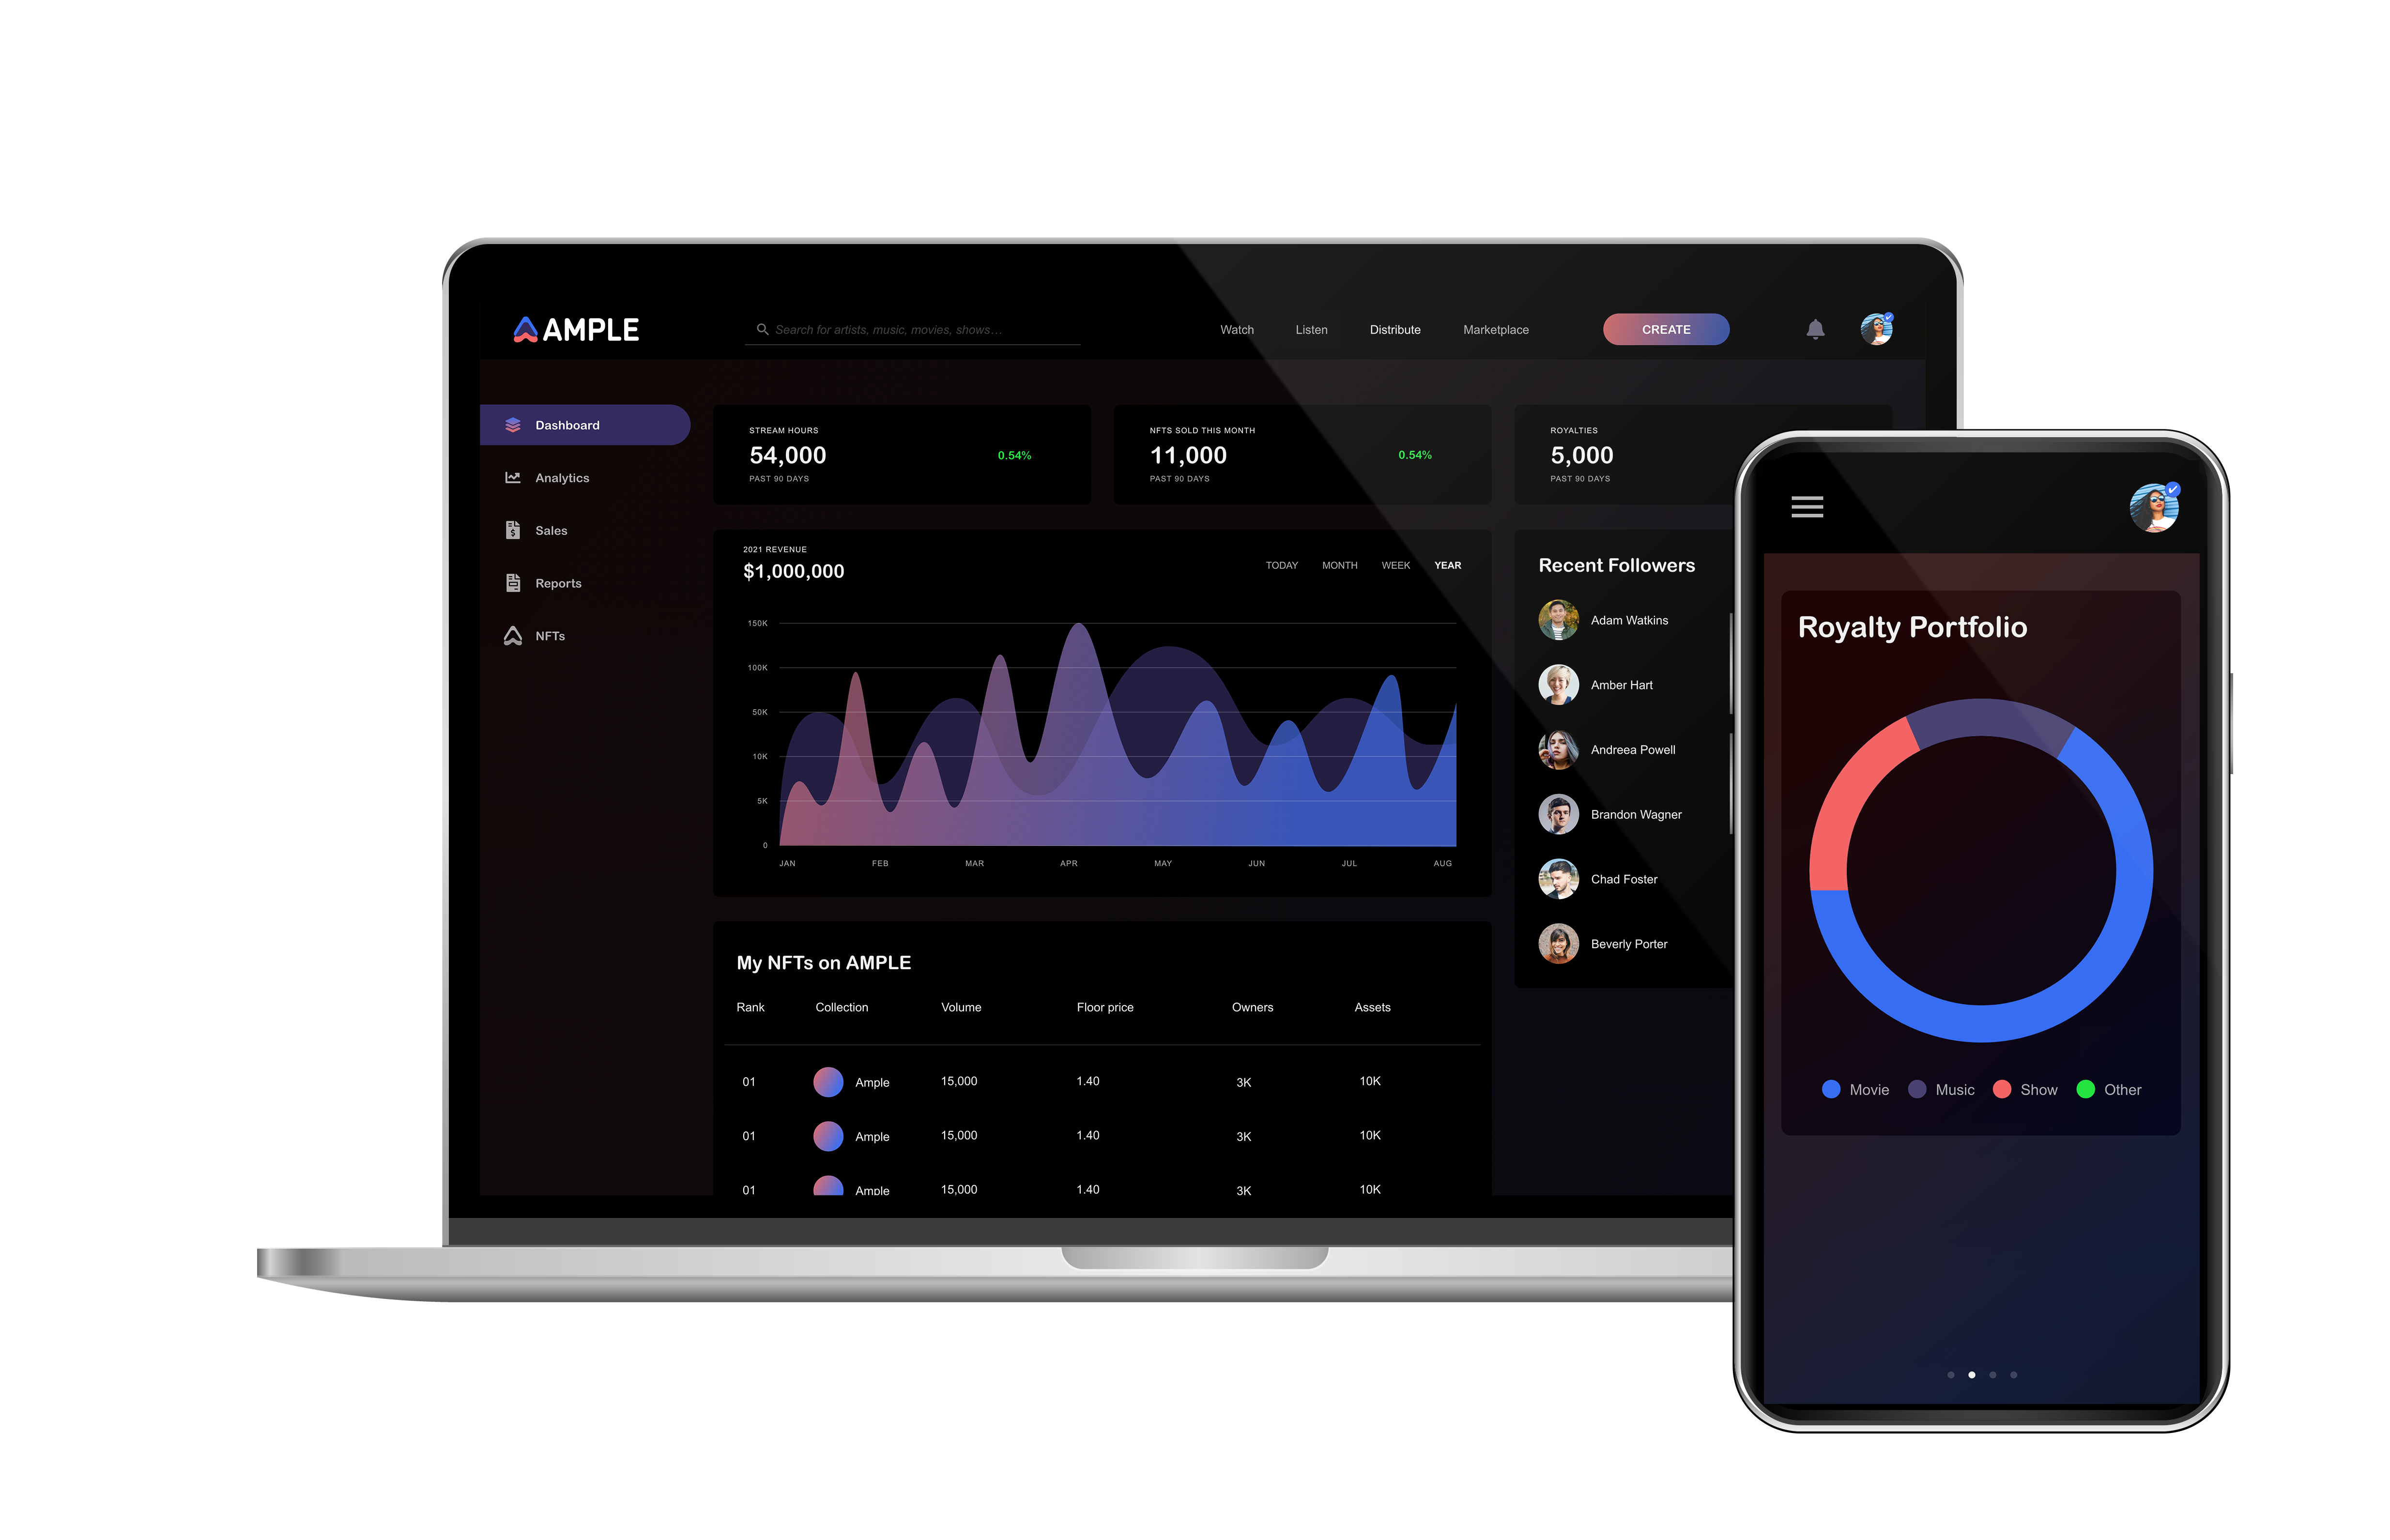 AMPLE
Search for artists, music, movies, shows...
Watch Listen Distribute Marketplace CREATE
Dashboard
Analytics
Sales
Reports
NFTs
STREAM HOURS
54,000 0.54%
PAST 90 DAYS
NFTS SOLD THIS MONTH
11,000 0.54%
PAST 90 DAYS
ROYALTIES
5,000
PAST 90 DAYS
2021 REVENUE
$1,000,000
TODAY MONTH WEEK YEAR
150K
100K
50K
10K
5K
0
JAN FEB MAR APR MAY JUN JUL AUG
Recent Followers
Adam Watkins
Amber Hart
Andreea Powell
Brandon Wagner
Chad Foster
Beverly Porter
My NFTs on AMPLE
Rank Collection Volume Floor price Owners Assets
01 Ample 15,000 1.40 3K 10K
01 Ample 15,000 1.40 3K 10K
01 Ample 15,000 1.40 3K 10K
Royalty Portfolio
Movie Music Show Other